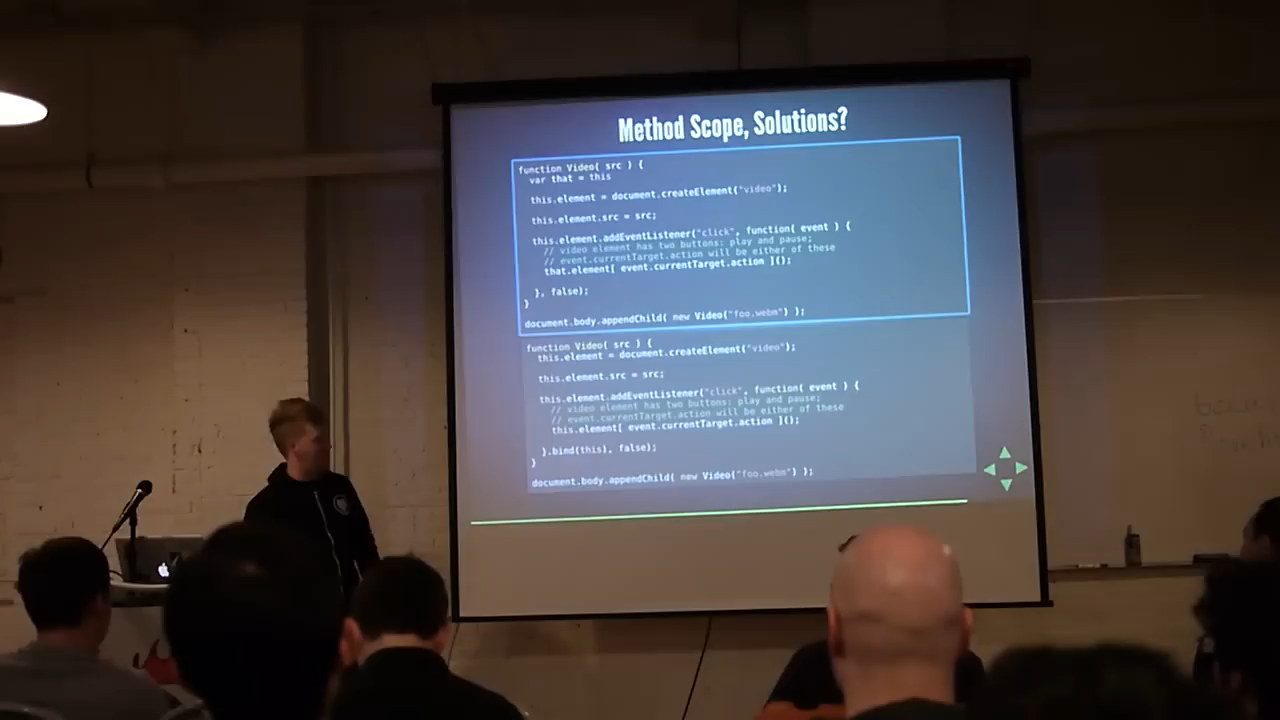 Method Scope, Solutions?
function Video( src ) {
var that = this
this.element = document.createElement("video");
this.element.src = src;
this.element.addEventListener("click", function( event ) {
// video element has two buttons: play and pause;
// event.currentTarget.action will be either of these
that.element[ event.currentTarget.action ]();
}, false);
}
document.body.appendChild( new Video("foo.webm") );
function Video( src ) {
this.element = document.createElement("video");
this.element.src = src;
this.element.addEventListener("click", function( event ) {
// video element has two buttons: play and pause;
// event.currentTarget.action will be either of these
this.element[ event.currentTarget.action ]();
}.bind(this), false);
}
document.body.appendChild( new Video("foo.webm") );